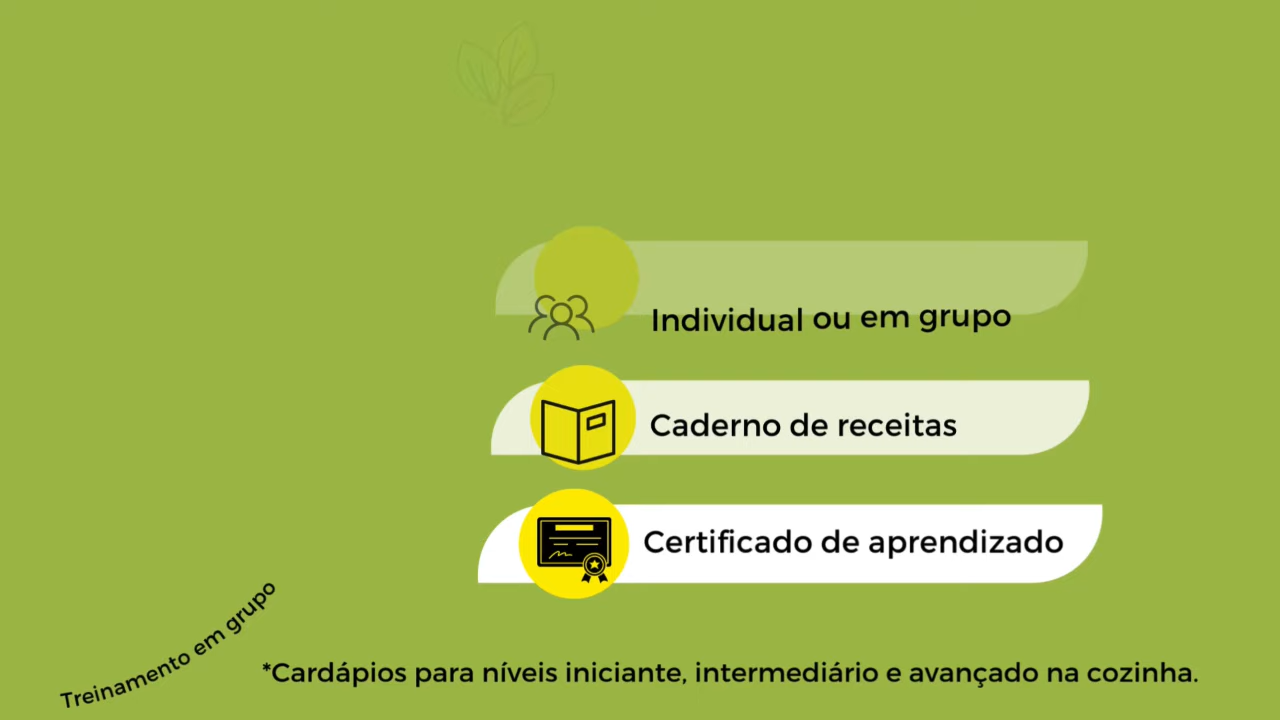 Individual ou em grupo
Caderno de receitas
Certificado de aprendizado
Treinamento em grupo
*Cardápios para níveis iniciante, intermediário e avançado na cozinha.